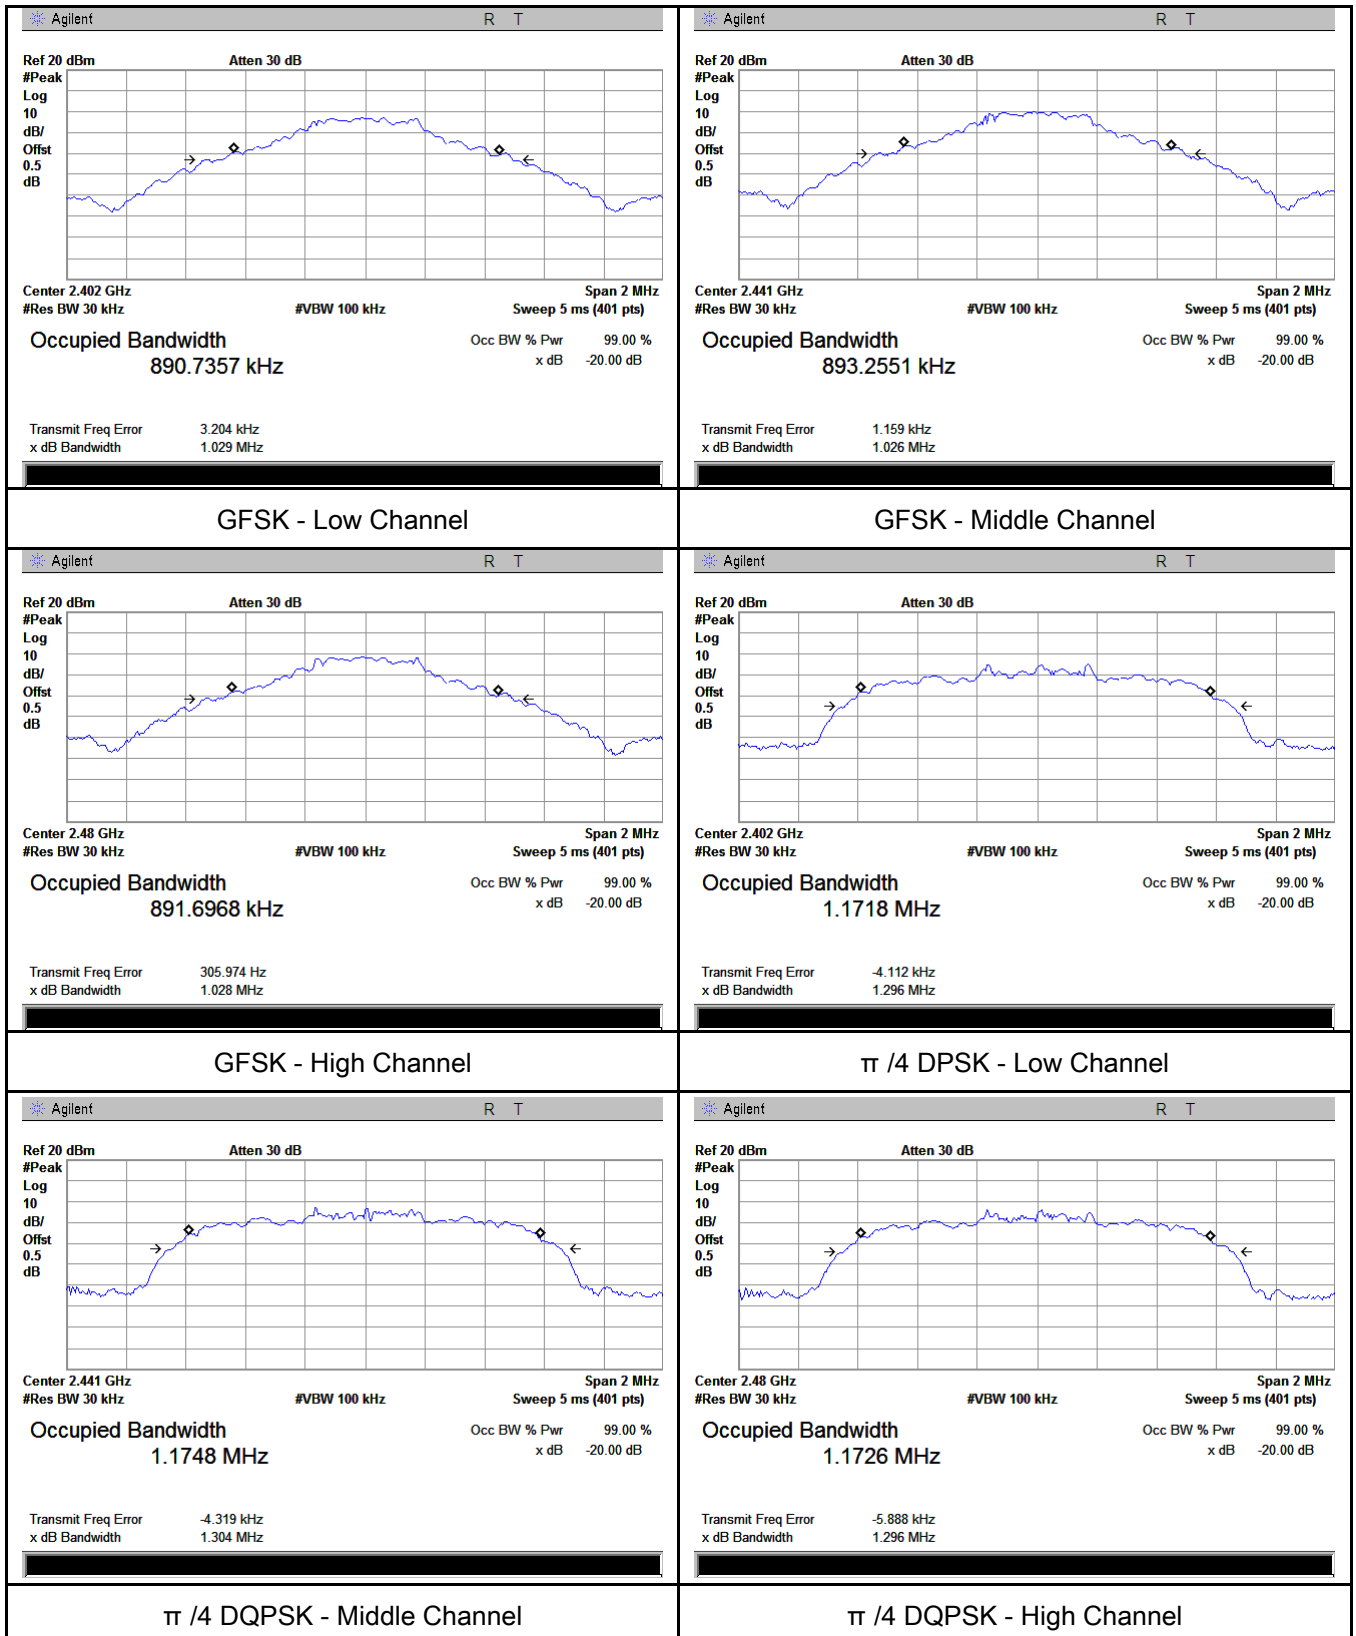 Agilent R T
Ref 20 dBm Atten 30 dB
#Peak
Log
10
dB/
Offst
0.5
dB
Center 2.402 GHz Span 2 MHz
#Res BW 30 kHz #VBW 100 kHz Sweep 5 ms (401 pts)
Occupied Bandwidth Occ BW % Pwr 99.00 %
890.7357 kHz x dB -20.00 dB
Transmit Freq Error 3.204 kHz
x dB Bandwidth 1.029 MHz
GFSK - Low Channel
Agilent R T
Ref 20 dBm Atten 30 dB
#Peak
Log
10
dB/
Offst
0.5
dB
Center 2.441 GHz Span 2 MHz
#Res BW 30 kHz #VBW 100 kHz Sweep 5 ms (401 pts)
Occupied Bandwidth Occ BW % Pwr 99.00 %
893.2551 kHz x dB -20.00 dB
Transmit Freq Error 1.159 kHz
x dB Bandwidth 1.026 MHz
GFSK - Middle Channel
Agilent R T
Ref 20 dBm Atten 30 dB
#Peak
Log
10
dB/
Offst
0.5
dB
Center 2.48 GHz Span 2 MHz
#Res BW 30 kHz #VBW 100 kHz Sweep 5 ms (401 pts)
Occupied Bandwidth Occ BW % Pwr 99.00 %
891.6968 kHz x dB -20.00 dB
Transmit Freq Error 305.974 Hz
x dB Bandwidth 1.028 MHz
GFSK - High Channel
Agilent R T
Ref 20 dBm Atten 30 dB
#Peak
Log
10
dB/
Offst
0.5
dB
Center 2.402 GHz Span 2 MHz
#Res BW 30 kHz #VBW 100 kHz Sweep 5 ms (401 pts)
Occupied Bandwidth Occ BW % Pwr 99.00 %
1.1718 MHz x dB -20.00 dB
Transmit Freq Error -4.112 kHz
x dB Bandwidth 1.296 MHz
π /4 DPSK - Low Channel
Agilent R T
Ref 20 dBm Atten 30 dB
#Peak
Log
10
dB/
Offst
0.5
dB
Center 2.441 GHz Span 2 MHz
#Res BW 30 kHz #VBW 100 kHz Sweep 5 ms (401 pts)
Occupied Bandwidth Occ BW % Pwr 99.00 %
1.1748 MHz x dB -20.00 dB
Transmit Freq Error -4.319 kHz
x dB Bandwidth 1.304 MHz
π /4 DQPSK - Middle Channel
Agilent R T
Ref 20 dBm Atten 30 dB
#Peak
Log
10
dB/
Offst
0.5
dB
Center 2.48 GHz Span 2 MHz
#Res BW 30 kHz #VBW 100 kHz Sweep 5 ms (401 pts)
Occupied Bandwidth Occ BW % Pwr 99.00 %
1.1726 MHz x dB -20.00 dB
Transmit Freq Error -5.888 kHz
x dB Bandwidth 1.296 MHz
π /4 DQPSK - High Channel